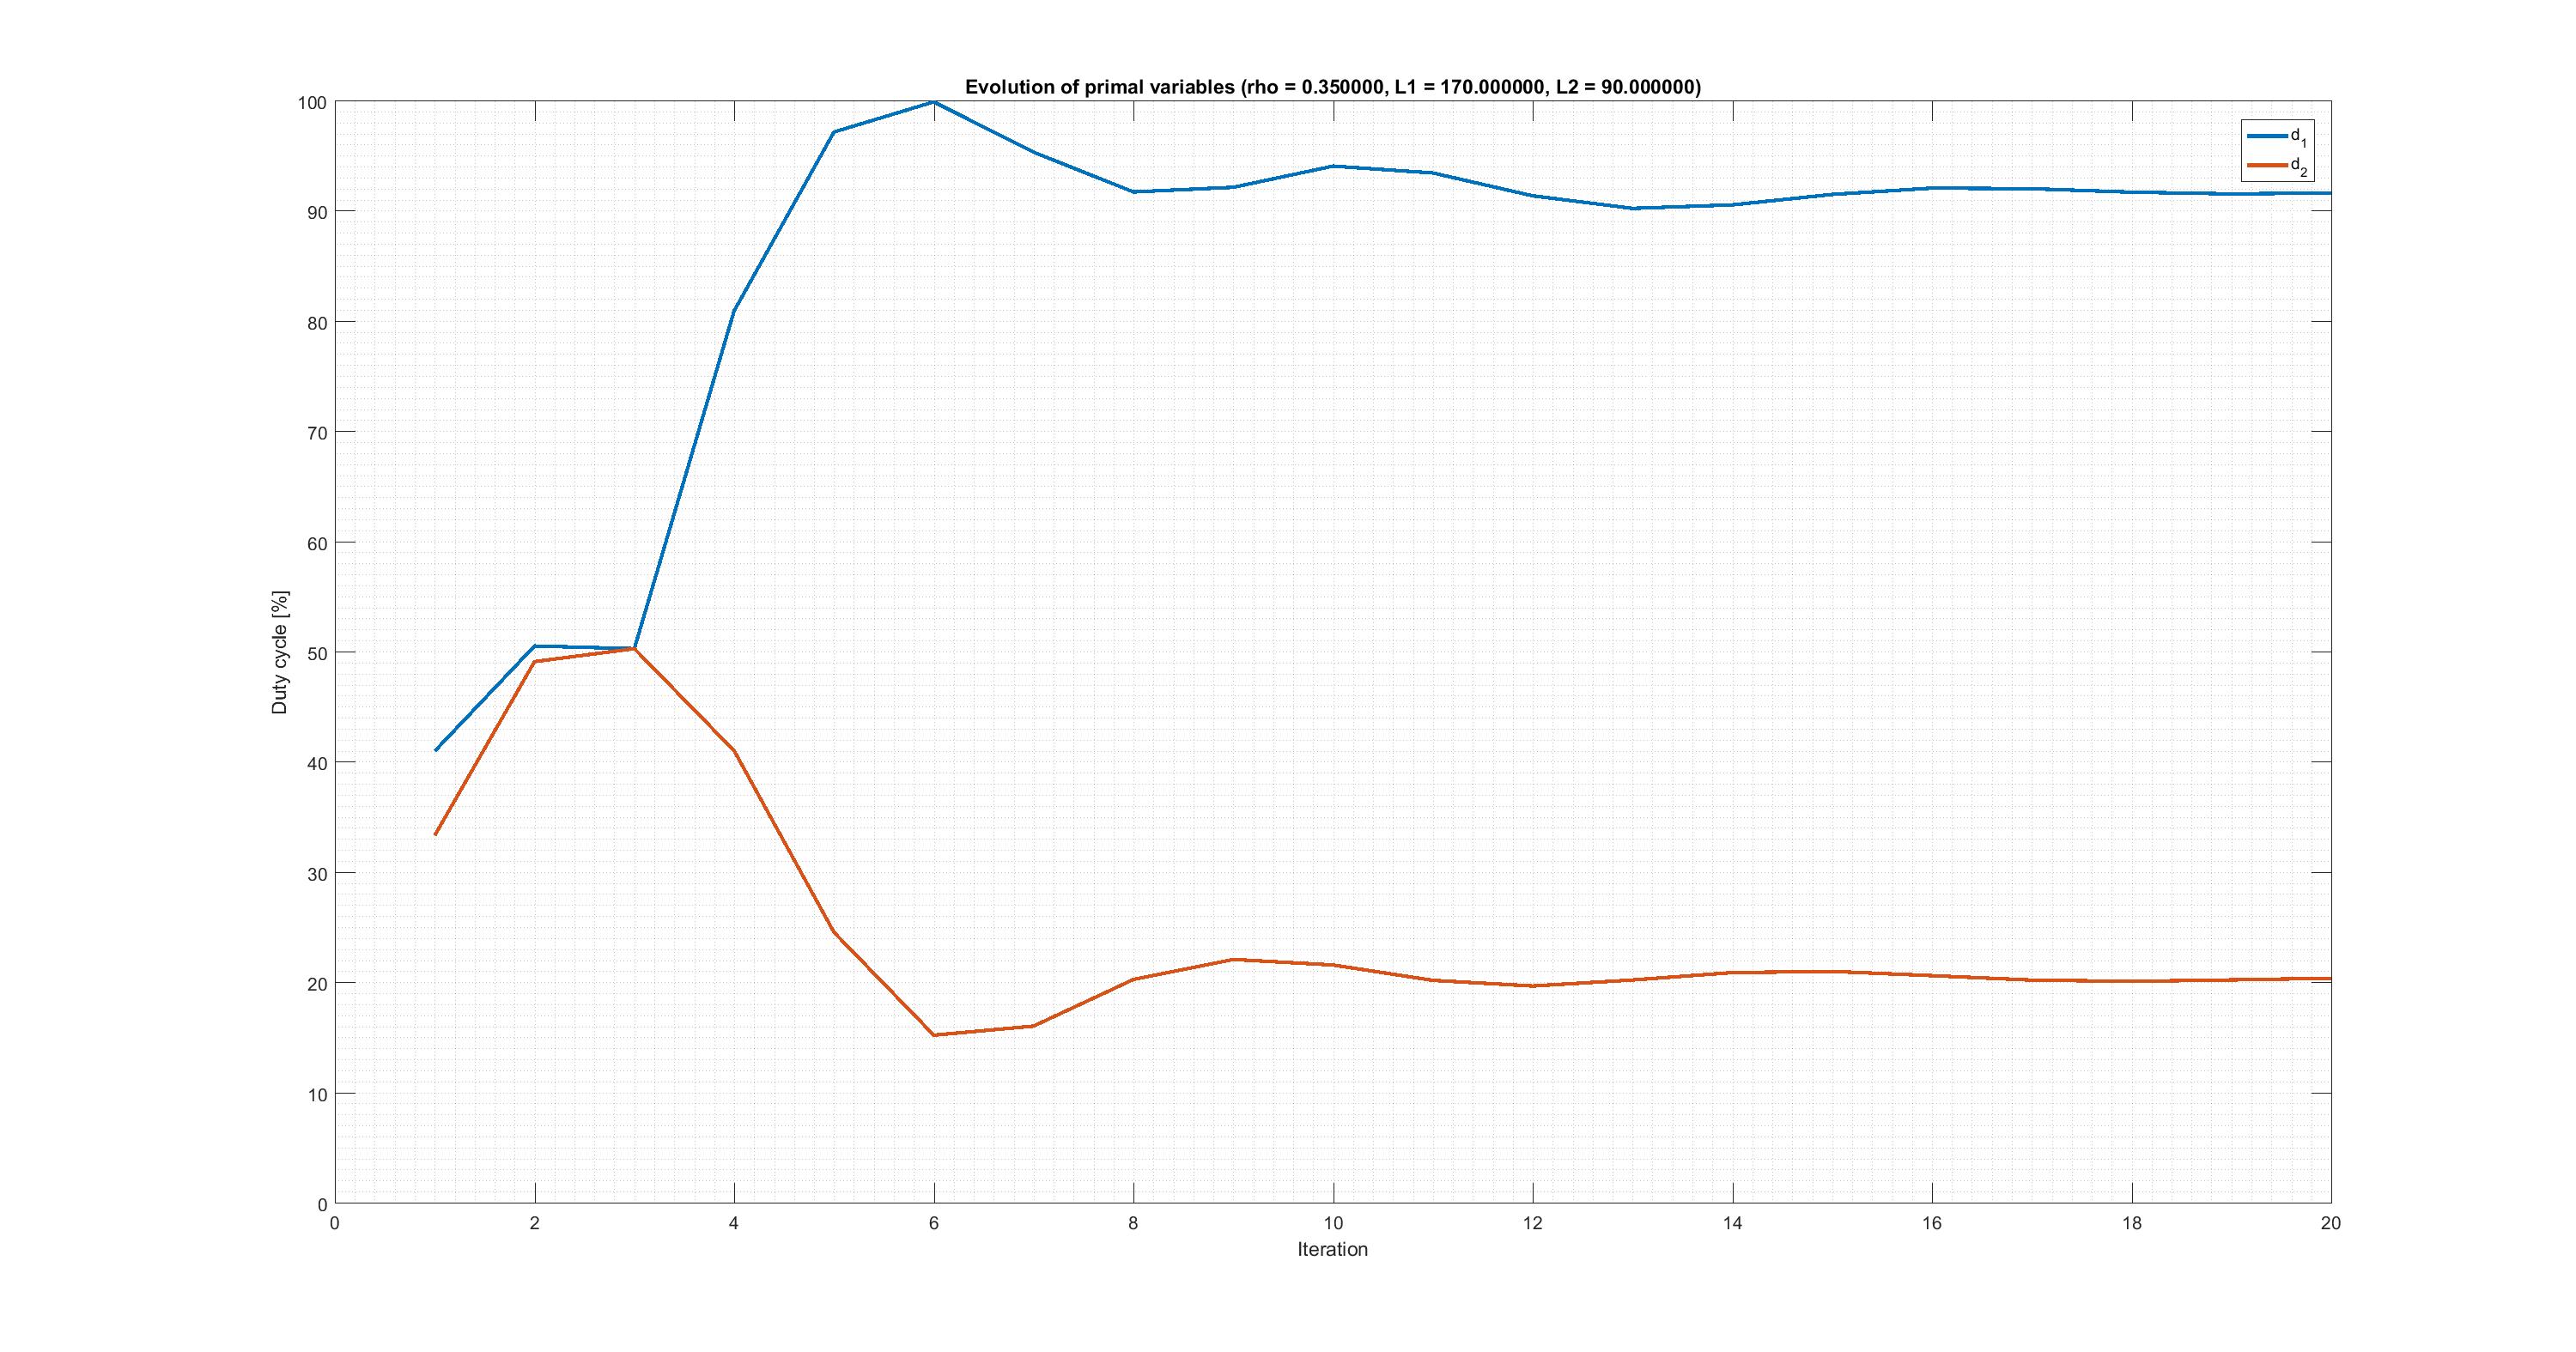 Evolution of primal variables (rho = 0.350000, L1 = 170.000000, L2 = 90.000000)
d1
d2
100
90
80
70
60
50
40
30
20
10
0
Duty cycle [%]
0 2 4 6 8 10 12 14 16 18 20
Iteration